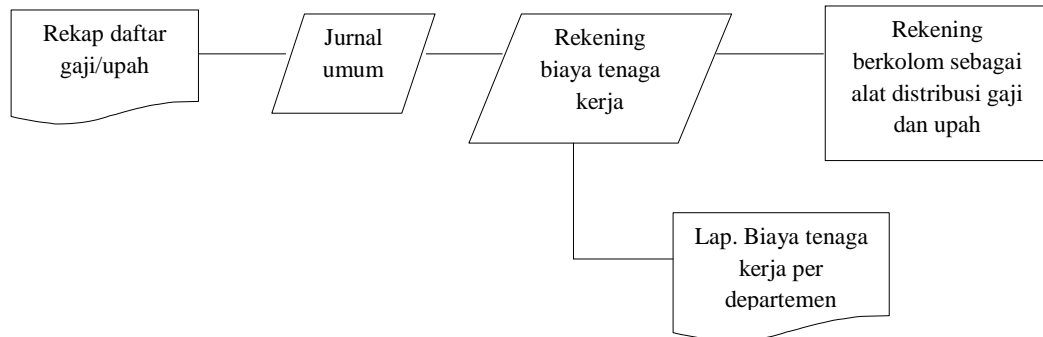 Rekap daftar
gaji/upah
Jurnal
umum
Rekening
biaya tenaga
kerja
Rekening
berkolom sebagai
alat distribusi gaji
dan upah
Lap. Biaya tenaga
kerja per
departemen